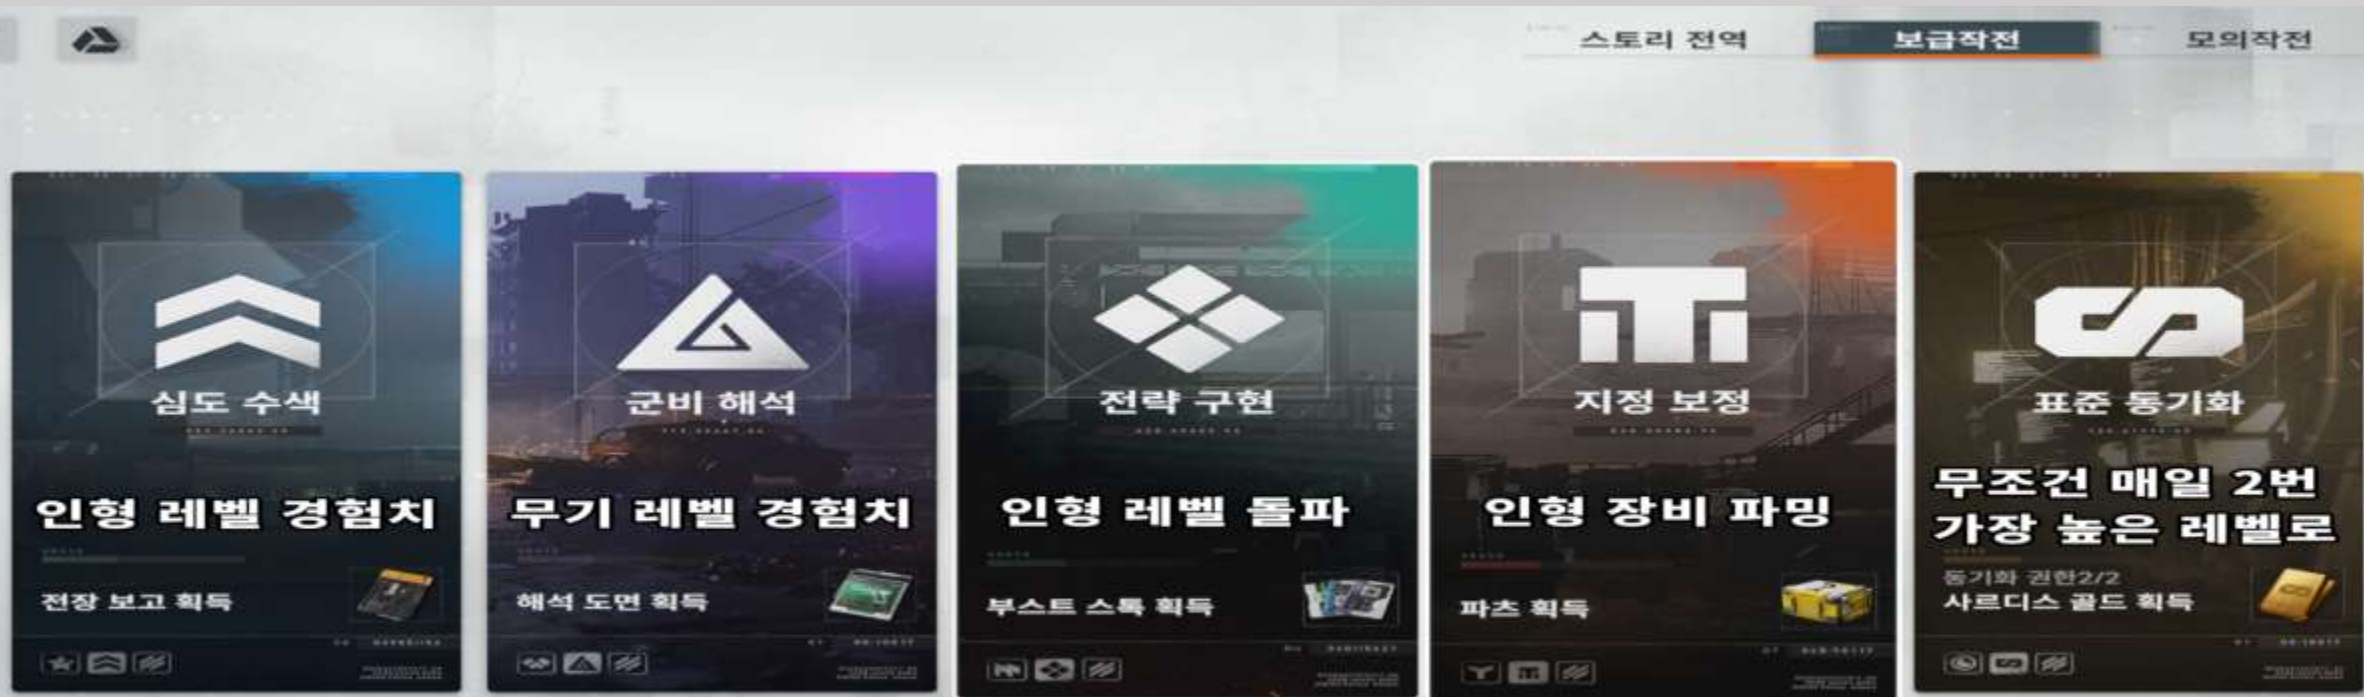 스토리 전역
보급작전
모의작전
심도 수색
인형 레벨 경험치
전장 보고 획득
군비 해석
무기 레벨 경험치
해석 도면 획득
전략 구현
인형 레벨 돌파
부스트 스톡 획득
지정 보정
인형 장비 파밍
파츠 획득
표준 동기화
무조건 매일 2번
가장 높은 레벨로
동기화 권한2/2
사르디스 골드 획득